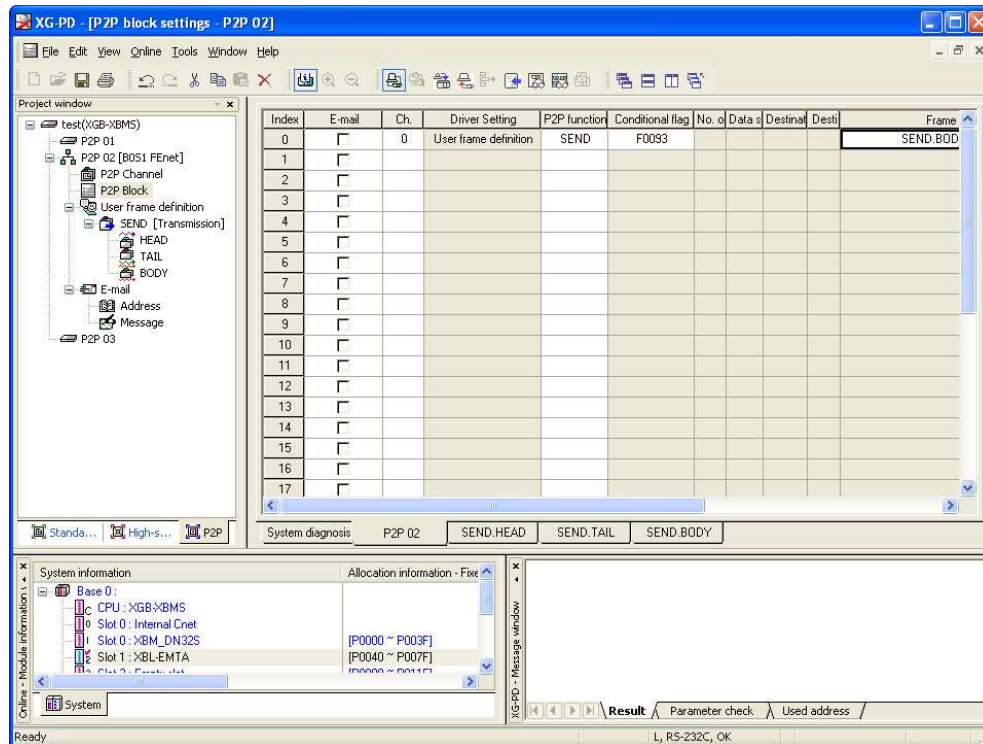 XG-PD - [P2P block settings - P2P 02]
File Edit View Online Tools Window Help
Project window
test(XGB-XBMS)
P2P 01
P2P 02 [B0S1 FEnet]
P2P Channel
P2P Block
User frame definition
SEND [Transmission]
HEAD
TAIL
BODY
E-mail
Address
Message
P2P 03
Standa... High-s... P2P
Index E-mail Ch. Driver Setting P2P function Conditional flag No. o Data s Destinat Desti Frame
0 0 User frame definition SEND F0093 SEND.BOD
1
2
3
4
5
6
7
8
9
10
11
12
13
14
15
16
17
System diagnosis P2P 02 SEND.HEAD SEND.TAIL SEND.BODY
Online - Module information
System information Allocation information - Fixe
Base 0 :
C CPU : XGB-XBMS
0 Slot 0 : Internal Cnet
1 Slot 0 : XBM_DN32S [P0000 ~ P003F]
2 Slot 1 : XBL-EMTA [P0040 ~ P007F]
System
XG-PD - Message window
Result Parameter check Used address
Ready L, RS-232C, OK